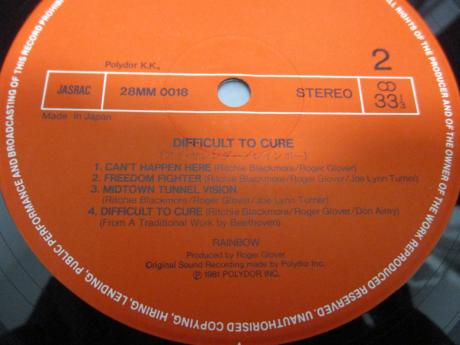 Polydor K.K.,
2
JASRAC
28MM 0018
STEREO
33 1/3
Made in Japan
DIFFICULT TO CURE
1. CAN'T HAPPEN HERE (Ritchie Blackmore/Roger Glover)
2. FREEDOM FIGHTER (Ritchie Blackmore/Roger Glover/Joe Lynn Turner)
3. MIDTOWN TUNNEL VISION
(Ritchie Blackmore/Roger Glover/Joe Lynn Turner)
4. DIFFICULT TO CURE (Ritchie Blackmore/Roger Glover/Don Airey)
(From A Traditional Work by Beethoven)
RAINBOW
Produced by Roger Glover
Original Sound Recording made by Polydor Inc.
℗ 1981 POLYDOR INC.
ALL RIGHTS OF THE PRODUCER AND OF THE OWNER OF THE WORK REPRODUCED RESERVED. UNAUTHORISED COPYING, HIRING, LENDING, PUBLIC PERFORMANCE AND BROADCASTING OF THIS RECORD PROHIBITED